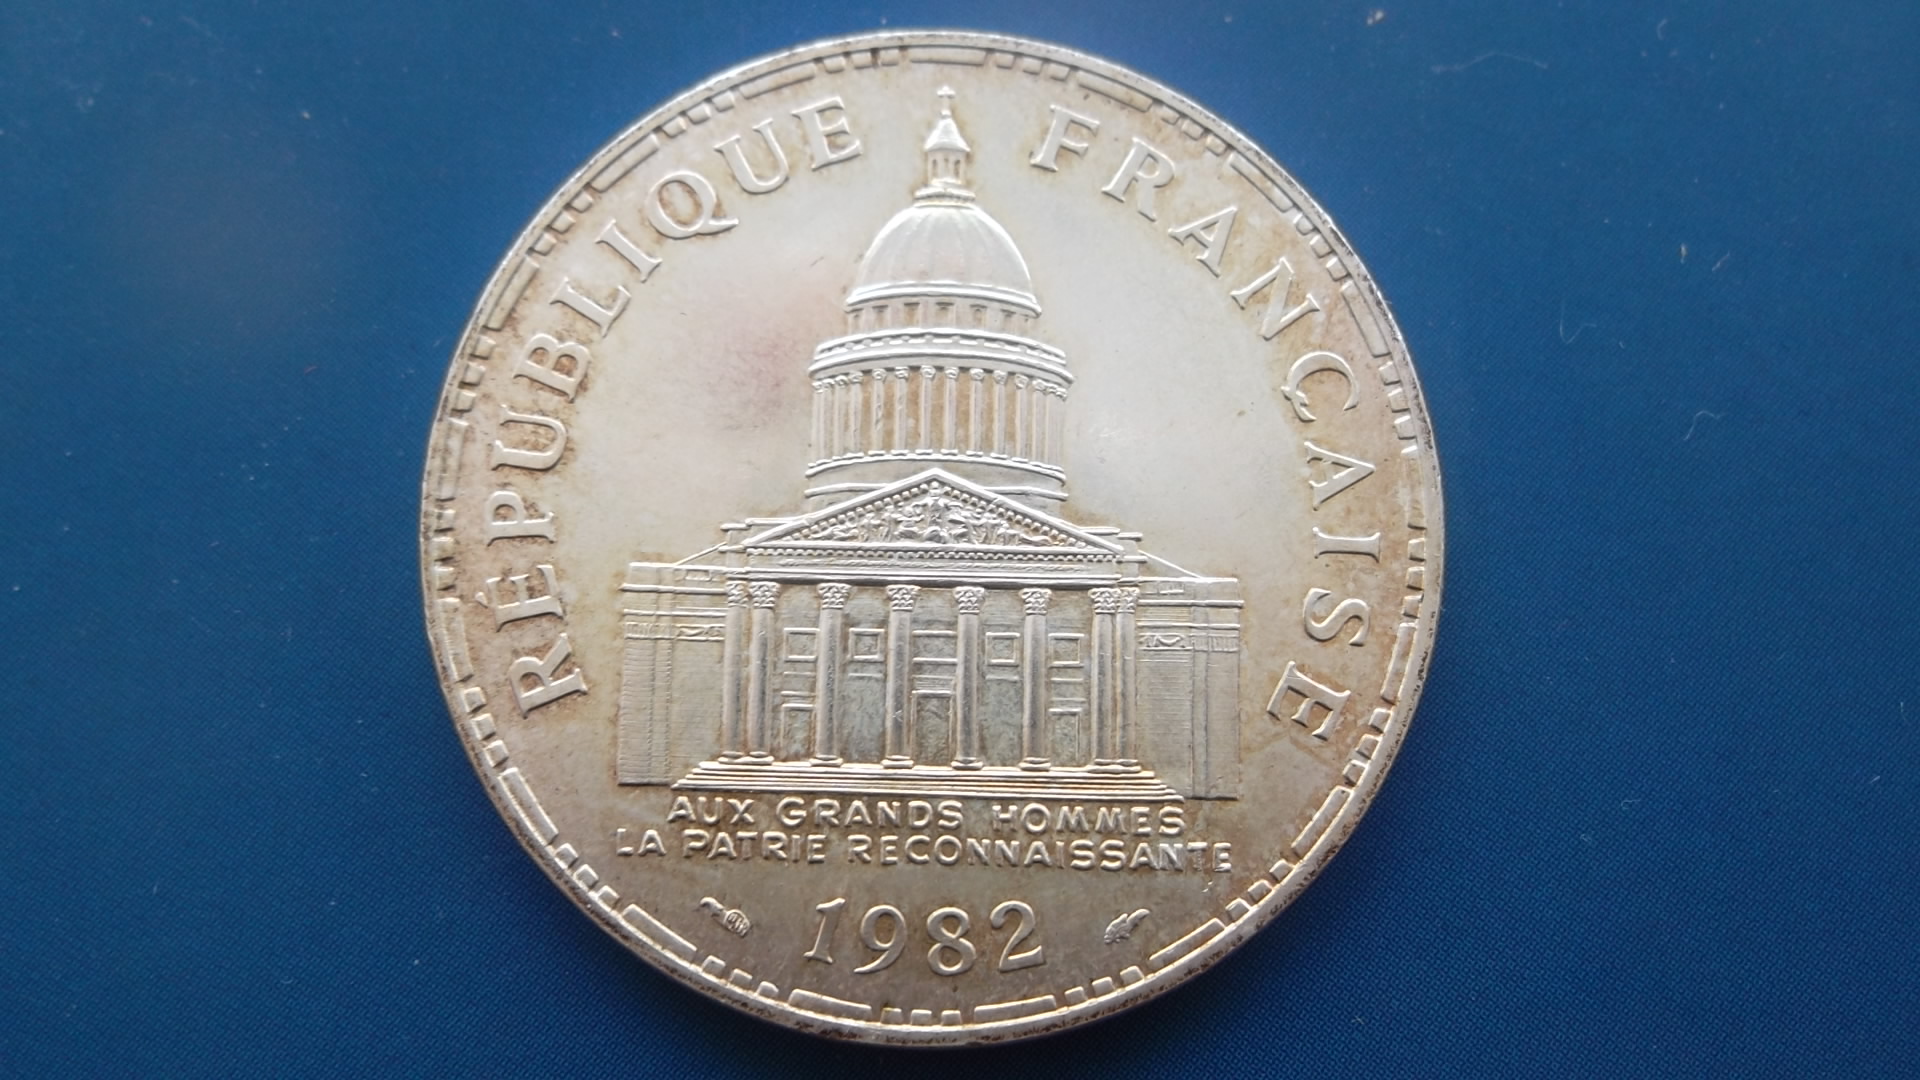 RÉPUBLIQUE FRANÇAISE
AUX GRANDS HOMMES
LA PATRIE RECONNAISSANTE
1982